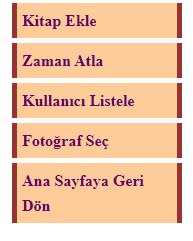 Kitap Ekle
Zaman Atla
Kullanıcı Listele
Fotoğraf Seç
Ana Sayfaya Geri
Dön